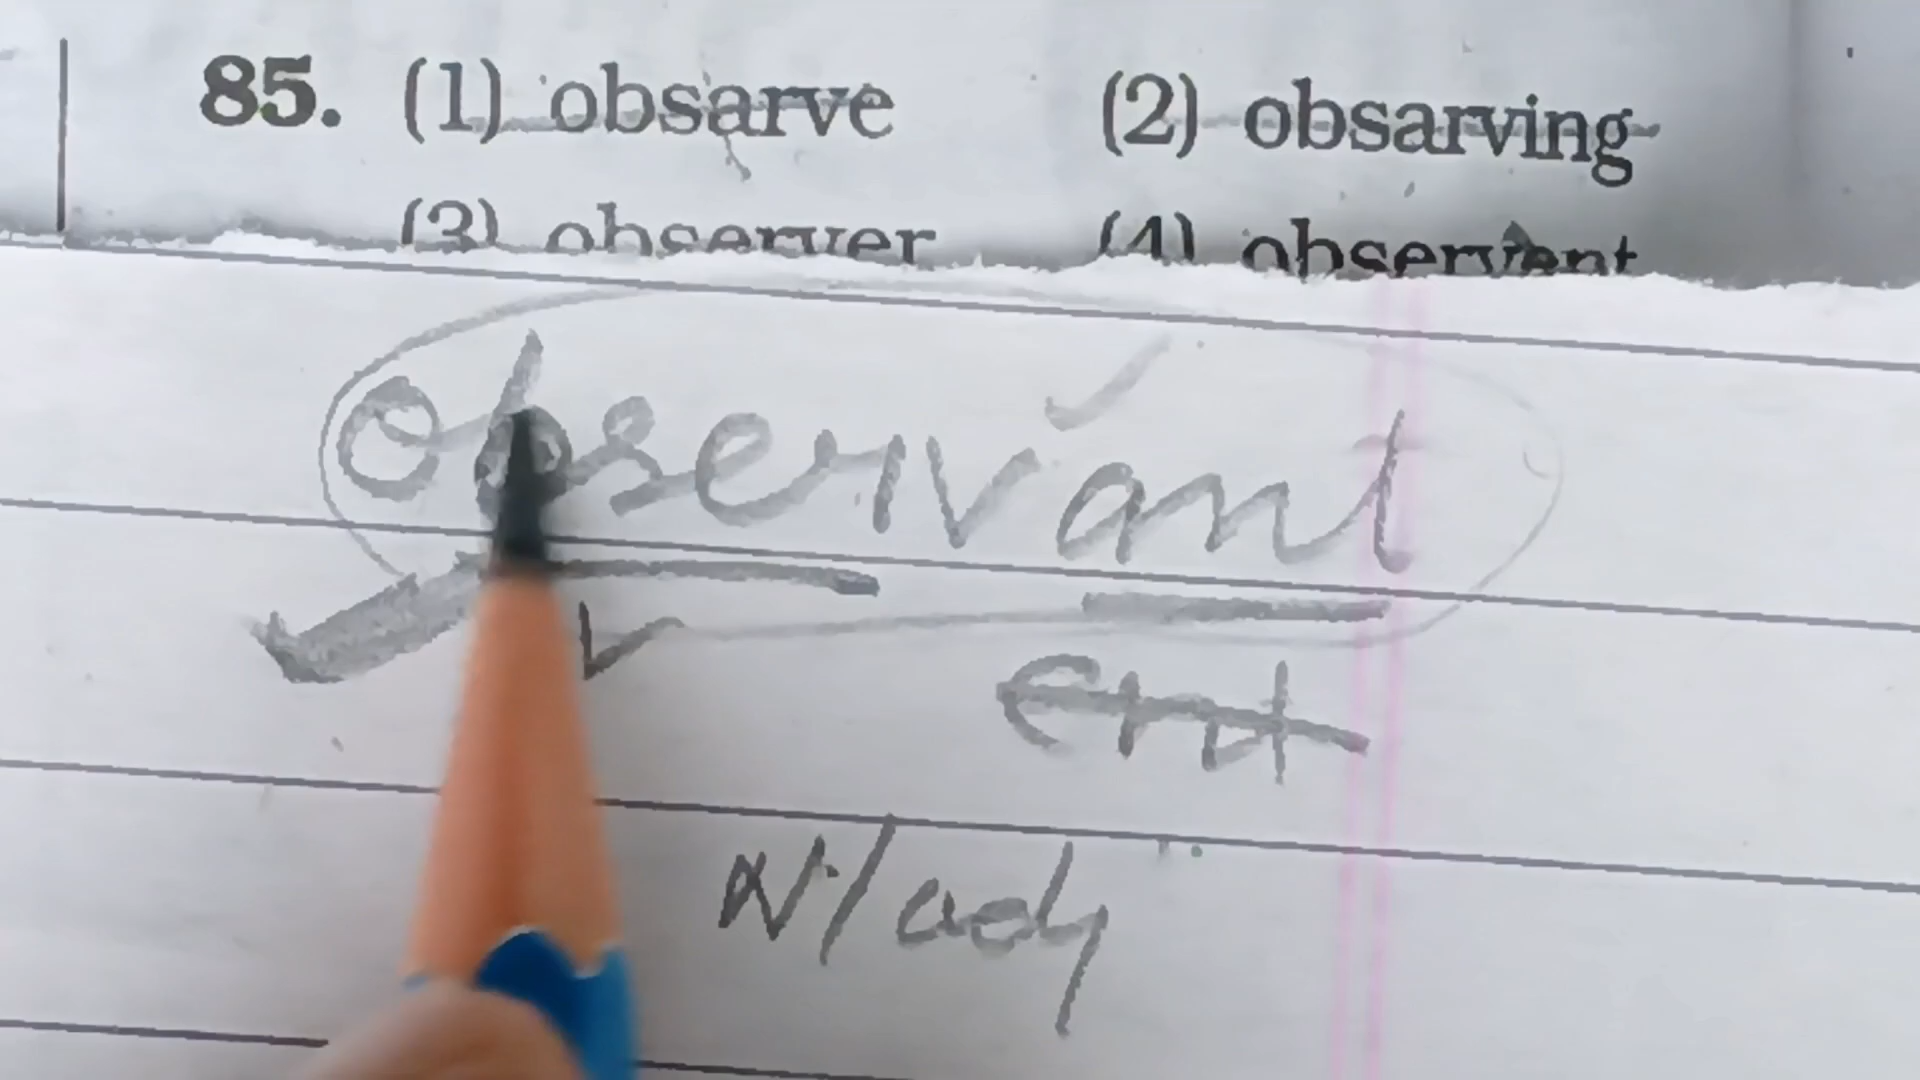 85. (1) obsarve (2) obsarving
(3) observer (4) observent
Observant
ent
N/adj